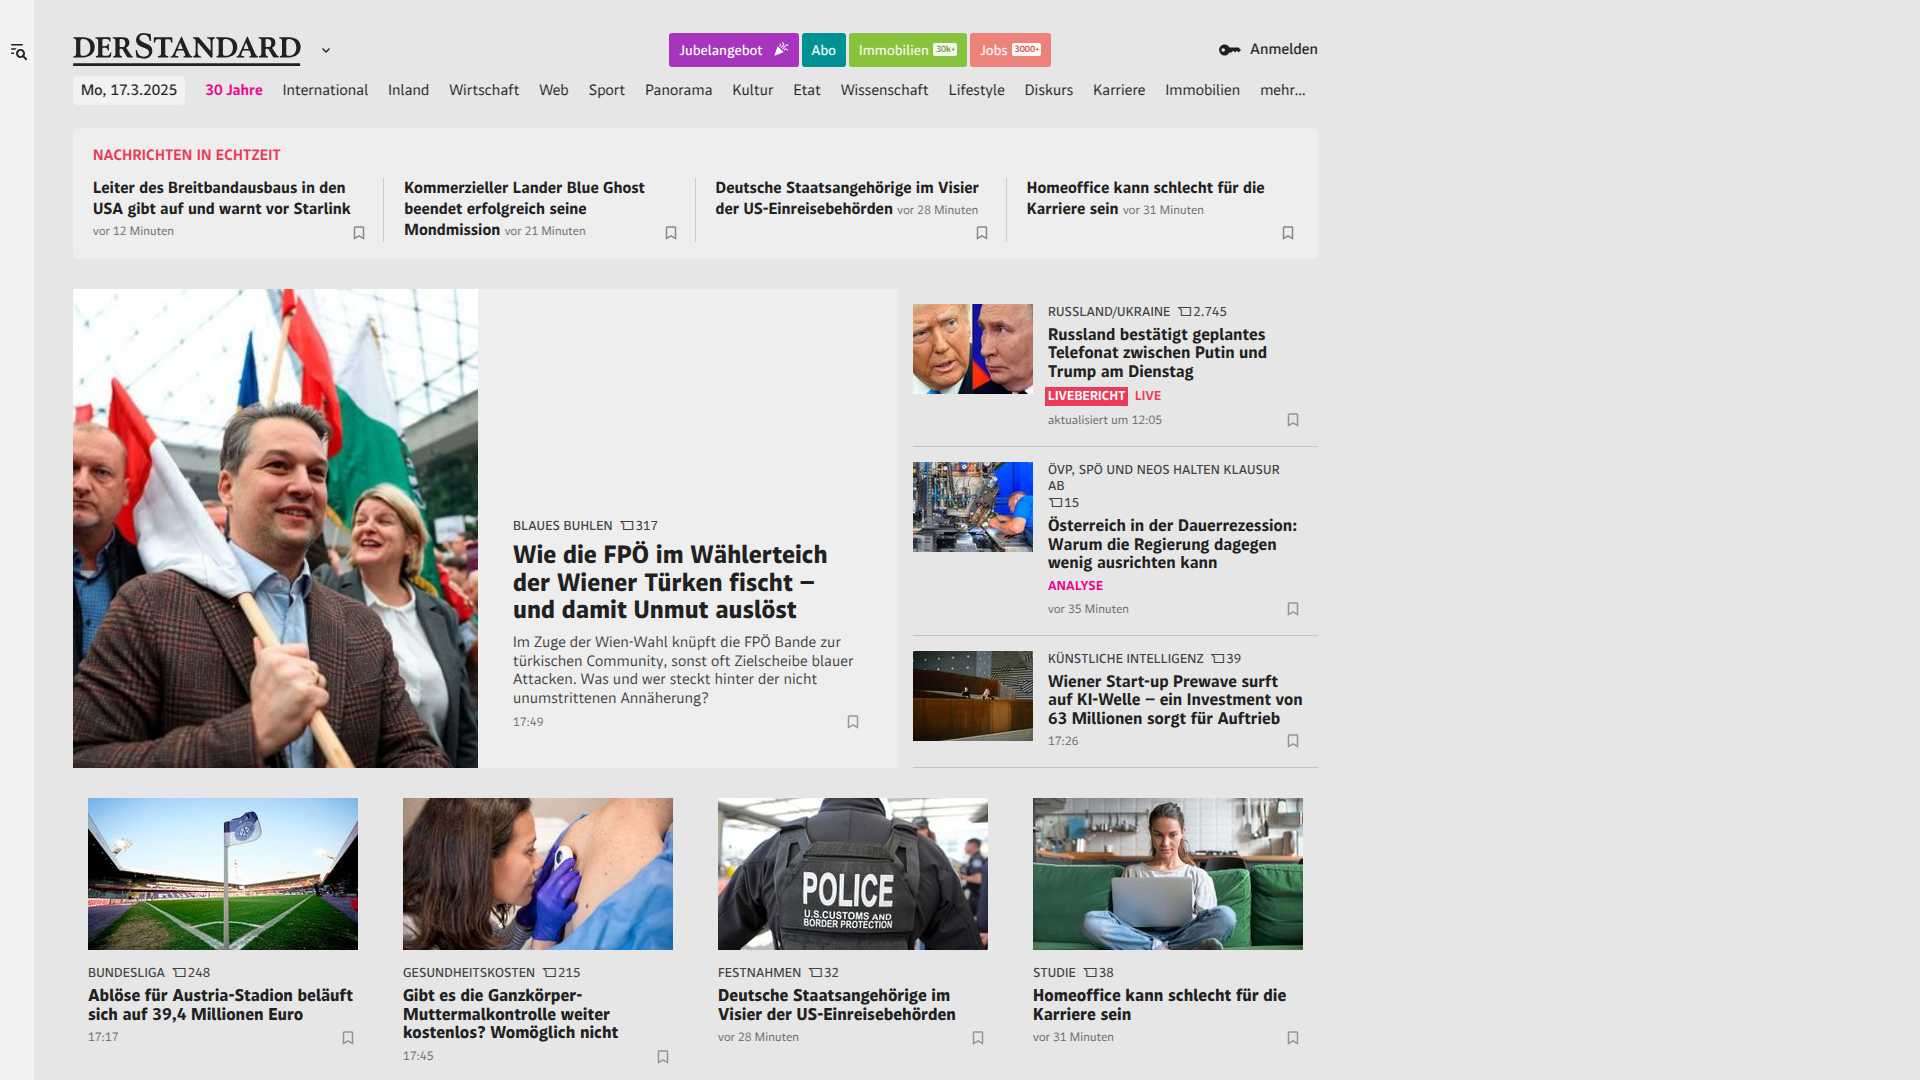 DERSTANDARD
Jubelangebot
Abo
Immobilien 30k+
Jobs 3000+
Anmelden
Mo, 17.3.2025
30 Jahre
International
Inland
Wirtschaft
Web
Sport
Panorama
Kultur
Etat
Wissenschaft
Lifestyle
Diskurs
Karriere
Immobilien
mehr...
NACHRICHTEN IN ECHTZEIT
Leiter des Breitbandausbaus in den
USA gibt auf und warnt vor Starlink
vor 12 Minuten
Kommerzieller Lander Blue Ghost
beendet erfolgreich seine
Mondmission vor 21 Minuten
Deutsche Staatsangehörige im Visier
der US-Einreisebehörden vor 28 Minuten
Homeoffice kann schlecht für die
Karriere sein vor 31 Minuten
BLAUES BUHLEN 317
Wie die FPÖ im Wählerteich
der Wiener Türken fischt –
und damit Unmut auslöst
Im Zuge der Wien-Wahl knüpft die FPÖ Bande zur
türkischen Community, sonst oft Zielscheibe blauer
Attacken. Was und wer steckt hinter der nicht
unumstrittenen Annäherung?
17:49
RUSSLAND/UKRAINE 2.745
Russland bestätigt geplantes
Telefonat zwischen Putin und
Trump am Dienstag
LIVEBERICHT LIVE
aktualisiert um 12:05
ÖVP, SPÖ UND NEOS HALTEN KLAUSUR
AB
15
Österreich in der Dauerrezession:
Warum die Regierung dagegen
wenig ausrichten kann
ANALYSE
vor 35 Minuten
KÜNSTLICHE INTELLIGENZ 39
Wiener Start-up Prewave surft
auf KI-Welle – ein Investment von
63 Millionen sorgt für Auftrieb
17:26
BUNDESLIGA 248
Ablöse für Austria-Stadion beläuft
sich auf 39,4 Millionen Euro
17:17
GESUNDHEITSKOSTEN 215
Gibt es die Ganzkörper-
Muttermalkontrolle weiter
kostenlos? Womöglich nicht
17:45
POLICE
U.S.CUSTOMS AND
BORDER PROTECTION
FESTNAHMEN 32
Deutsche Staatsangehörige im
Visier der US-Einreisebehörden
vor 28 Minuten
STUDIE 38
Homeoffice kann schlecht für die
Karriere sein
vor 31 Minuten